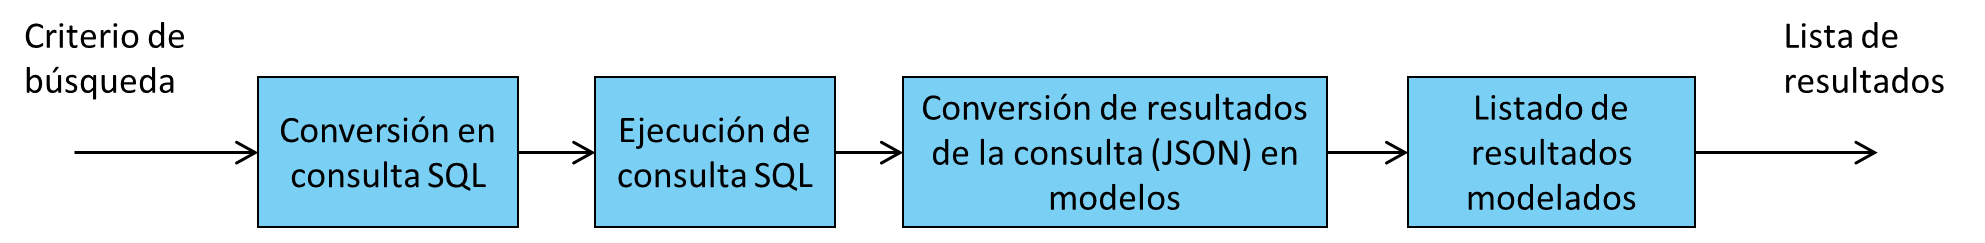 Criterio de
búsqueda
Conversión en
consulta SQL
Ejecución de
consulta SQL
Conversión de resultados
de la consulta (JSON) en
modelos
Listado de
resultados
modelados
Lista de
resultados